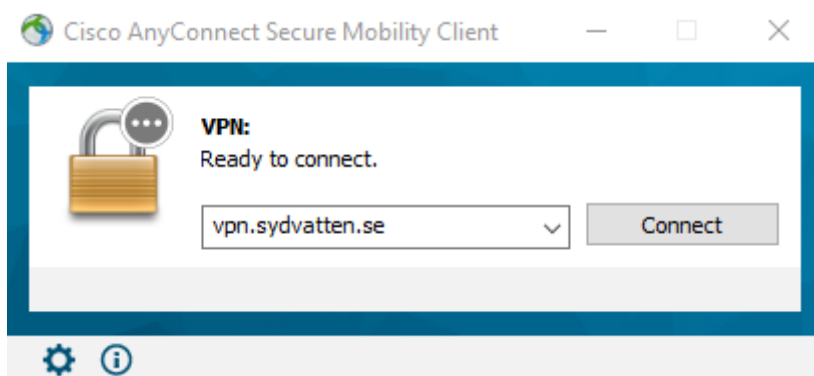 Cisco AnyConnect Secure Mobility Client
VPN:
Ready to connect.
vpn.sydvatten.se
Connect